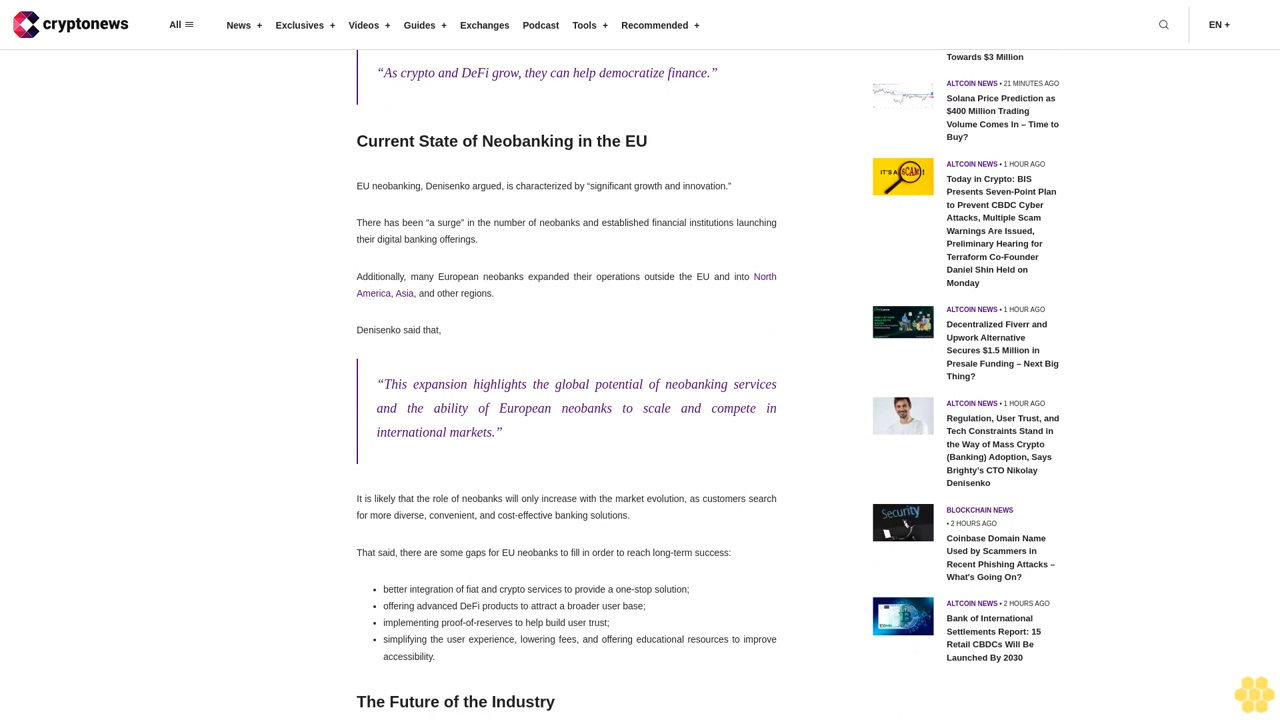 cryptonews
All
News +
Exclusives +
Videos +
Guides +
Exchanges
Podcast
Tools +
Recommended +
EN +
“As crypto and DeFi grow, they can help democratize finance.”
Current State of Neobanking in the EU
EU neobanking, Denisenko argued, is characterized by “significant growth and innovation.”
There has been “a surge” in the number of neobanks and established financial institutions launching
their digital banking offerings.
Additionally, many European neobanks expanded their operations outside the EU and into North
America, Asia, and other regions.
Denisenko said that,
“This expansion highlights the global potential of neobanking services
and the ability of European neobanks to scale and compete in
international markets.”
It is likely that the role of neobanks will only increase with the market evolution, as customers search
for more diverse, convenient, and cost-effective banking solutions.
That said, there are some gaps for EU neobanks to fill in order to reach long-term success:
• better integration of fiat and crypto services to provide a one-stop solution;
• offering advanced DeFi products to attract a broader user base;
• implementing proof-of-reserves to help build user trust;
• simplifying the user experience, lowering fees, and offering educational resources to improve
accessibility.
The Future of the Industry
Towards $3 Million
ALTCOIN NEWS • 21 MINUTES AGO
Solana Price Prediction as
$400 Million Trading
Volume Comes In – Time to
Buy?
IT'S A SCAM!
ALTCOIN NEWS • 1 HOUR AGO
Today in Crypto: BIS
Presents Seven-Point Plan
to Prevent CBDC Cyber
Attacks, Multiple Scam
Warnings Are Issued,
Preliminary Hearing for
Terraform Co-Founder
Daniel Shin Held on
Monday
ALTCOIN NEWS • 1 HOUR AGO
Decentralized Fiverr and
Upwork Alternative
Secures $1.5 Million in
Presale Funding – Next Big
Thing?
ALTCOIN NEWS • 1 HOUR AGO
Regulation, User Trust, and
Tech Constraints Stand in
the Way of Mass Crypto
(Banking) Adoption, Says
Brighty's CTO Nikolay
Denisenko
Security
BLOCKCHAIN NEWS
• 2 HOURS AGO
Coinbase Domain Name
Used by Scammers in
Recent Phishing Attacks –
What's Going On?
ALTCOIN NEWS • 2 HOURS AGO
Bank of International
Settlements Report: 15
Retail CBDCs Will Be
Launched By 2030